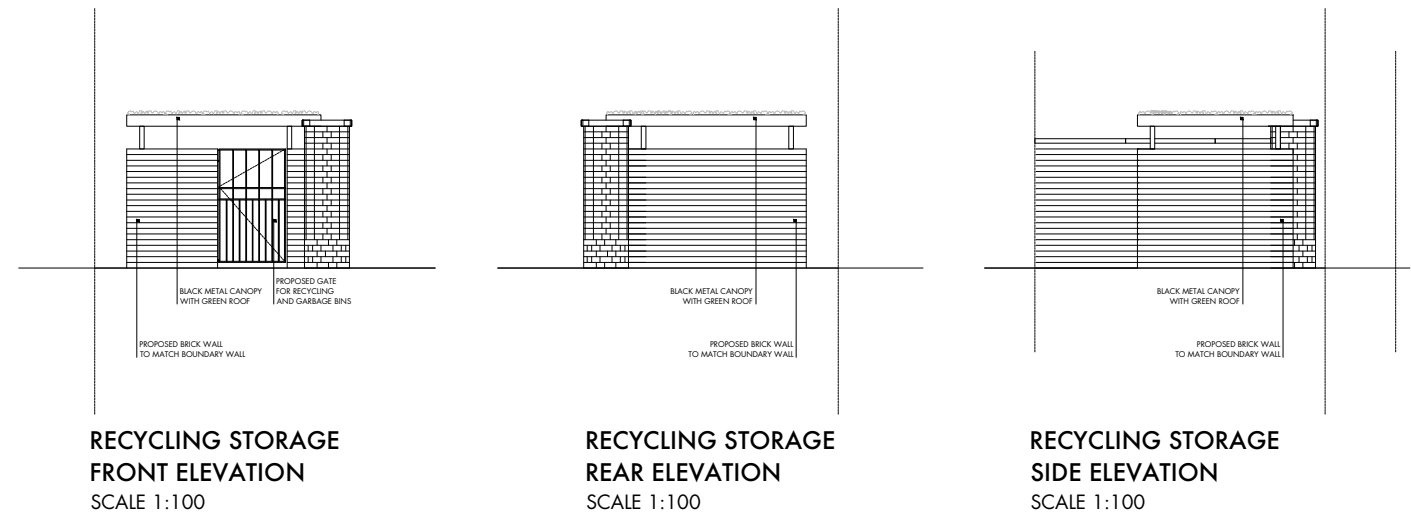 BLACK METAL CANOPY
WITH GREEN ROOF
PROPOSED GATE
FOR RECYCLING
AND GARBAGE BINS
PROPOSED BRICK WALL
TO MATCH BOUNDARY WALL
RECYCLING STORAGE
FRONT ELEVATION
SCALE 1:100
BLACK METAL CANOPY
WITH GREEN ROOF
PROPOSED BRICK WALL
TO MATCH BOUNDARY WALL
RECYCLING STORAGE
REAR ELEVATION
SCALE 1:100
BLACK METAL CANOPY
WITH GREEN ROOF
PROPOSED BRICK WALL
TO MATCH BOUNDARY WALL
RECYCLING STORAGE
SIDE ELEVATION
SCALE 1:100